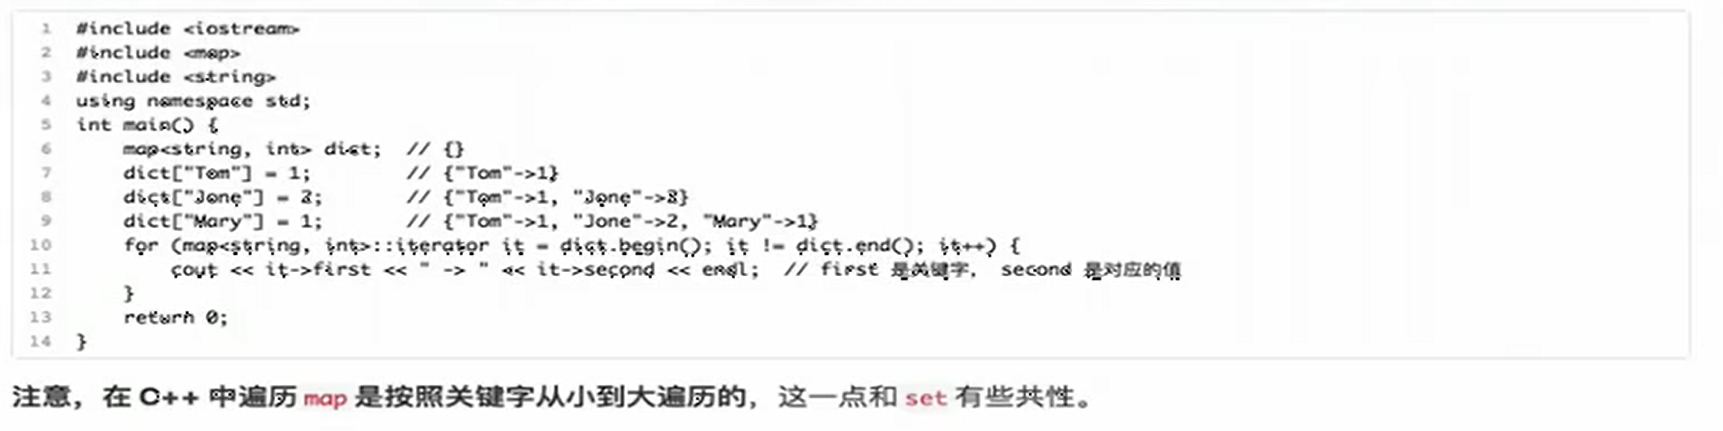 1 #include <iostream>
2 #include <map>
3 #include <string>
4 using namespace std;
5 int main() {
6     map<string, int> dict;  // {}
7     dict["Tom"] = 1;        // {"Tom"->1}
8     dict["Jone"] = 2;       // {"Tom"->1, "Jone"->2}
9     dict["Mary"] = 1;       // {"Tom"->1, "Jone"->2, "Mary"->1}
10     for (map<string, int>::iterator it = dict.begin(); it != dict.end(); it++) {
11         cout << it->first << " -> " << it->second << endl;  // first 是关键字， second 是对应的值
12     }
13     return 0;
14 }
注意，在 C++ 中遍历 map 是按照关键字从小到大遍历的，这一点和 set 有些共性。